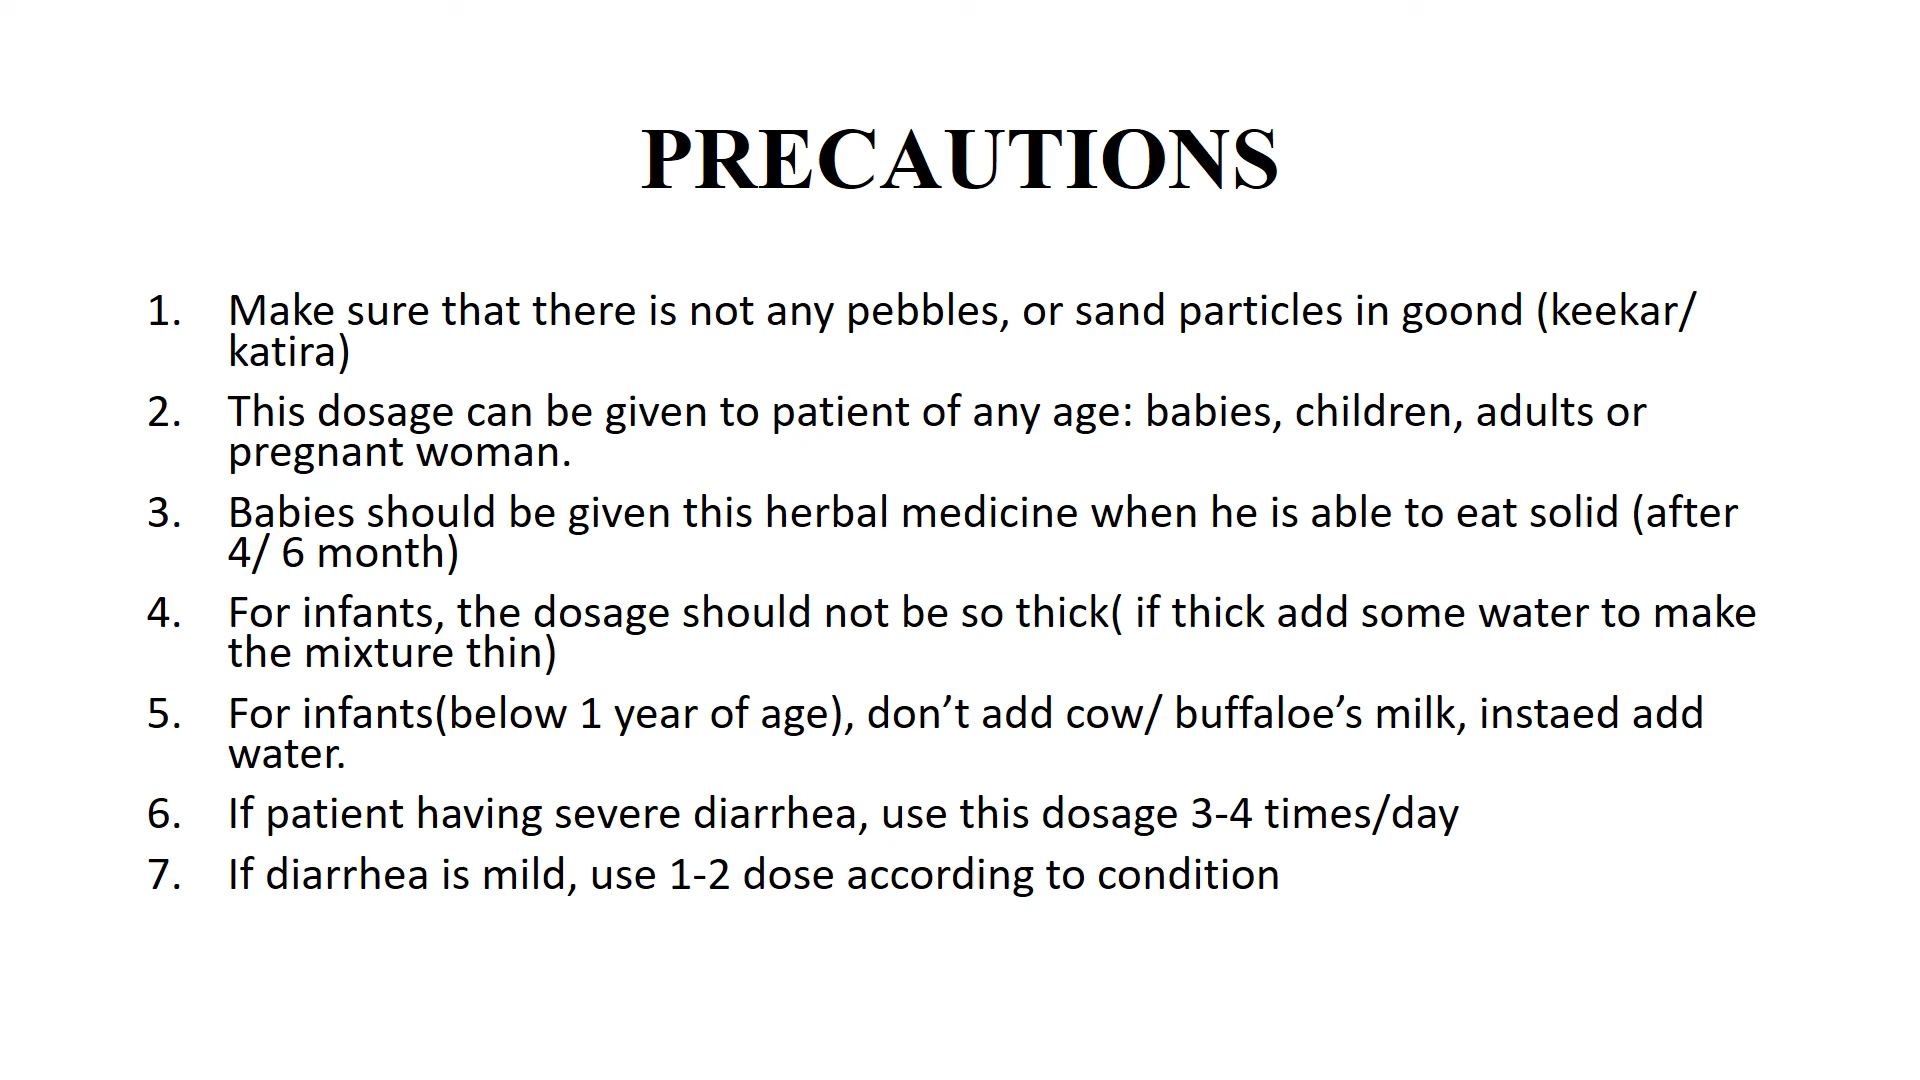 PRECAUTIONS
1. Make sure that there is not any pebbles, or sand particles in goond (keekar/
katira)
2. This dosage can be given to patient of any age: babies, children, adults or
pregnant woman.
3. Babies should be given this herbal medicine when he is able to eat solid (after
4/ 6 month)
4. For infants, the dosage should not be so thick( if thick add some water to make
the mixture thin)
5. For infants(below 1 year of age), don’t add cow/ buffaloe’s milk, instaed add
water.
6. If patient having severe diarrhea, use this dosage 3-4 times/day
7. If diarrhea is mild, use 1-2 dose according to condition